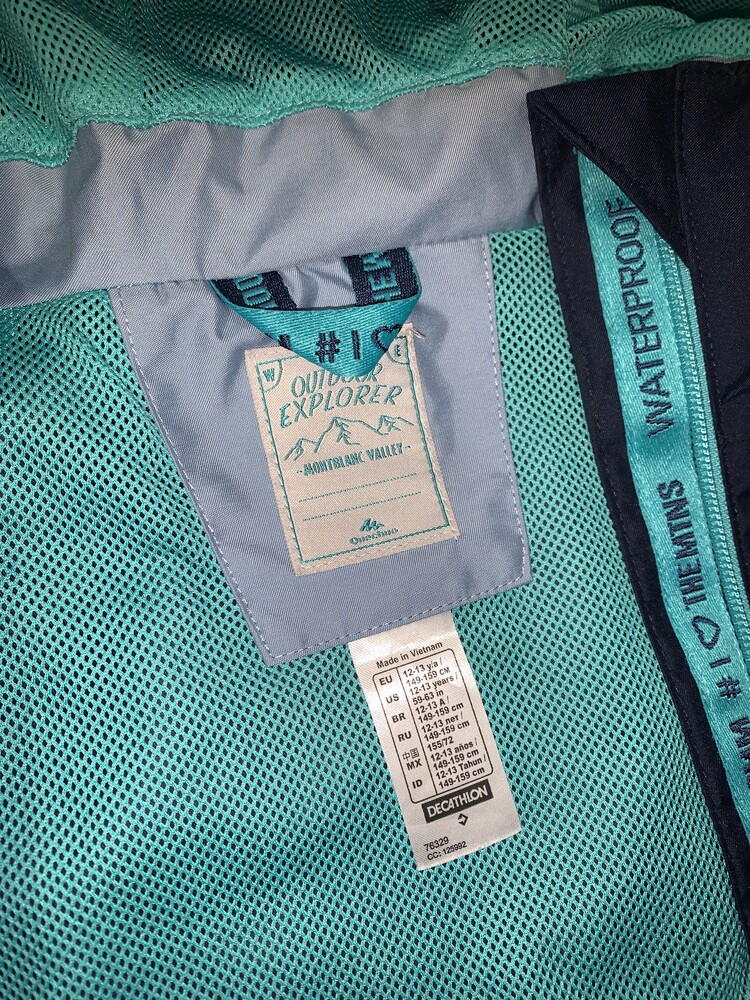 # I ♡
W
E
OUTDOOR
EXPLORER
-MONTBLANC VALLEY-
Quechua
Made in Vietnam
EU 12-13 y/a /
149-159 CM
US 12-13 years /
59-63 in
BR 12-13 A /
149-159 cm
RU 12-13 лет /
149-159 cm
中国 155/72
MX 12-13 años /
149-159 cm
ID 12-13 Tahun /
149-159 cm
DECATHLON
76329
CC: 125992
WATERPROOF
# I ♡ THE MTNS